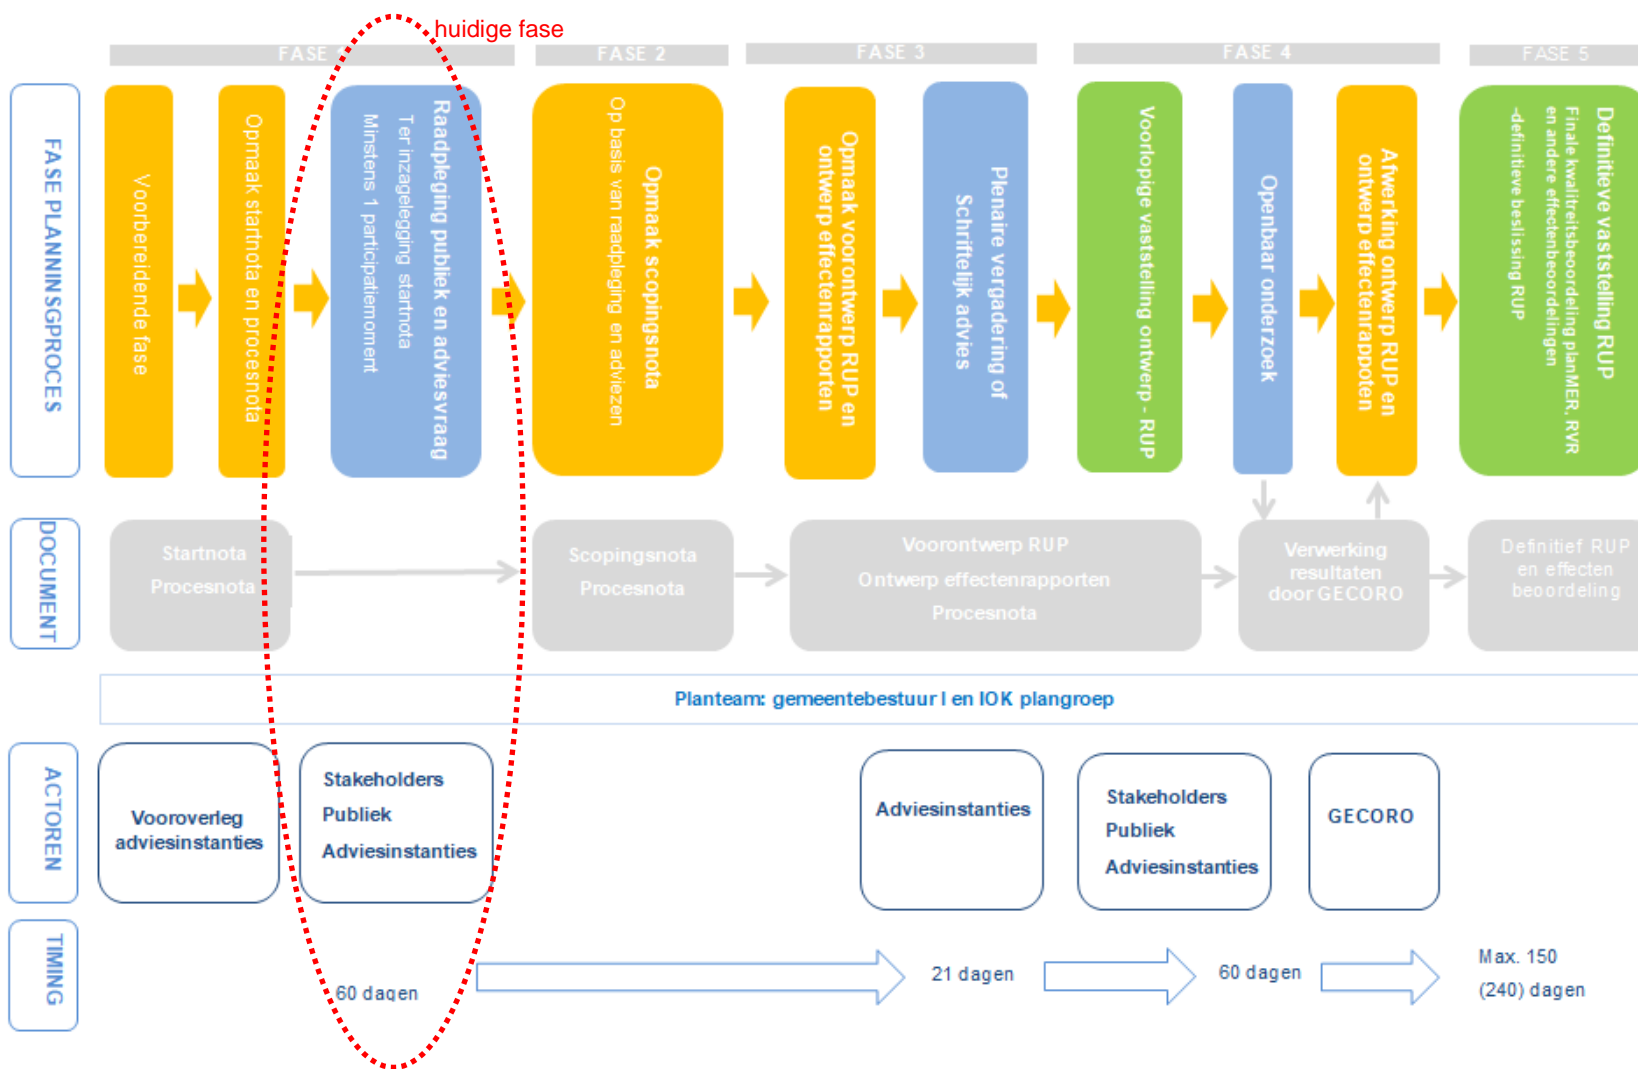 huidige fase
FASE 1
FASE 2
FASE 3
FASE 4
FASE 5
FASE PLANNINSGPROCES
Voorbereidende fase
Opmaak startnota en procesnota
Raadpleging publiek en adviesvraag
Ter inzagelegging startnota
Minstens 1 participatiemoment
Opmaak scopingsnota
Op basis van raadpleging en adviezen
Opmaak voorontwerp RUP en
ontwerp effectenrapporten
Plenaire vergadering of
Schriftelijk advies
Voorlopige vaststelling ontwerp - RUP
Openbaar onderzoek
Afwerking ontwerp RUP en
ontwerp effectenrappoten
Definitieve vaststelling RUP
Finale kwalitreitsbeoordeling planMER, RVR
en andere effectenbeoordelingen
-definitieve beslissing RUP
DOCUMENT
Startnota
Procesnota
Scopingsnota
Procesnota
Voorontwerp RUP
Ontwerp effectenrapporten
Procesnota
Verwerking
resultaten
door GECORO
Definitief RUP
en effecten
beoordeling
Planteam: gemeentebestuur I en IOK plangroep
ACTOREN
Vooroverleg
adviesinstanties
Stakeholders
Publiek
Adviesinstanties
Adviesinstanties
Stakeholders
Publiek
Adviesinstanties
GECORO
TIMING
60 dagen
21 dagen
60 dagen
Max. 150
(240) dagen